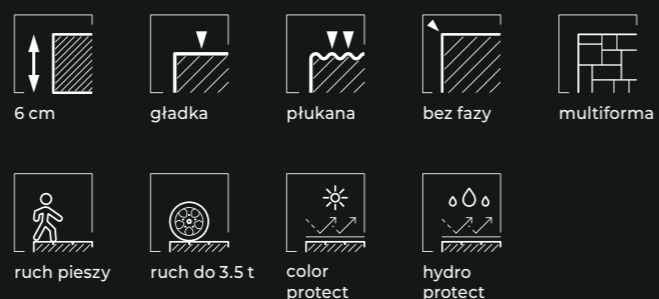 6 cm
gładka
płukana
bez fazy
multiforma
ruch pieszy
ruch do 3.5 t
color
protect
hydro
protect